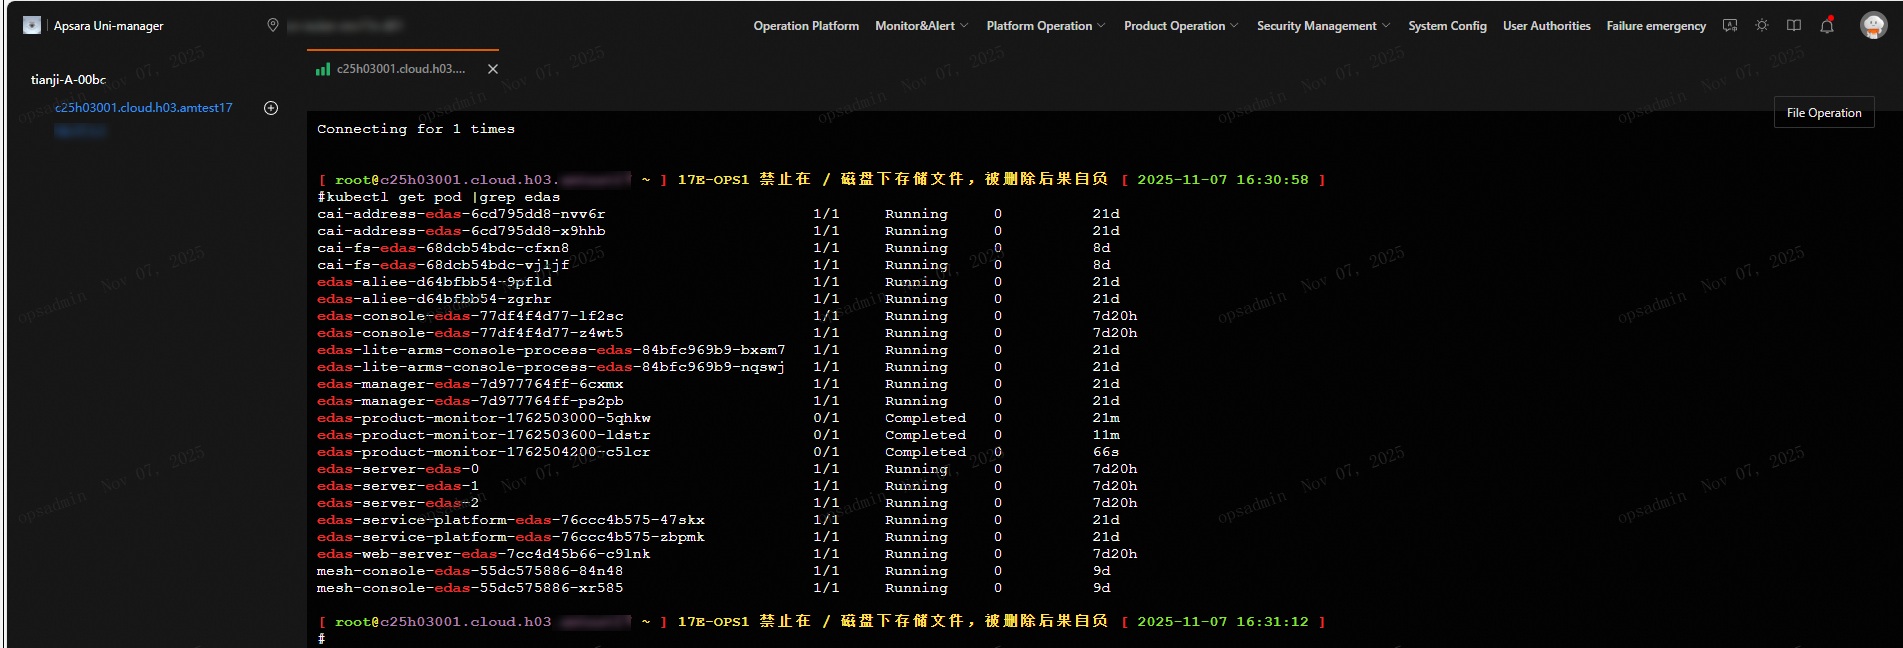 Apsara Uni-manager
Operation Platform Monitor&Alert Platform Operation Product Operation Security Management System Config User Authorities Failure emergency
tianji-A-00bc
c25h03001.cloud.h03.amtest17
c25h03001.cloud.h03....
File Operation
Connecting for 1 times
[ root@c25h03001.cloud.h03. ~ ] 17E-OPS1 禁止在 / 磁盘下存储文件，被删除后果自负 [ 2025-11-07 16:30:58 ]
#kubectl get pod |grep edas
cai-address-edas-6cd795dd8-nvv6r 1/1 Running 0 21d
cai-address-edas-6cd795dd8-x9hhb 1/1 Running 0 21d
cai-fs-edas-68dcb54bdc-cfxn8 1/1 Running 0 8d
cai-fs-edas-68dcb54bdc-vjljf 1/1 Running 0 8d
edas-aliee-d64bfbb54-9pfld 1/1 Running 0 21d
edas-aliee-d64bfbb54-zgrhr 1/1 Running 0 21d
edas-console-edas-77df4f4d77-lf2sc 1/1 Running 0 7d20h
edas-console-edas-77df4f4d77-z4wt5 1/1 Running 0 7d20h
edas-lite-arms-console-process-edas-84bfc969b9-bxsm7 1/1 Running 0 21d
edas-lite-arms-console-process-edas-84bfc969b9-nqswj 1/1 Running 0 21d
edas-manager-edas-7d977764ff-6cxmx 1/1 Running 0 21d
edas-manager-edas-7d977764ff-ps2pb 1/1 Running 0 21d
edas-product-monitor-1762503000-5qhkw 0/1 Completed 0 21m
edas-product-monitor-1762503600-ldstr 0/1 Completed 0 11m
edas-product-monitor-1762504200-c5lcr 0/1 Completed 0 66s
edas-server-edas-0 1/1 Running 0 7d20h
edas-server-edas-1 1/1 Running 0 7d20h
edas-server-edas-2 1/1 Running 0 7d20h
edas-service-platform-edas-76ccc4b575-47skx 1/1 Running 0 21d
edas-service-platform-edas-76ccc4b575-zbpmk 1/1 Running 0 21d
edas-web-server-edas-7cc4d45b66-c9lnk 1/1 Running 0 7d20h
mesh-console-edas-55dc575886-84n48 1/1 Running 0 9d
mesh-console-edas-55dc575886-xr585 1/1 Running 0 9d
[ root@c25h03001.cloud.h03 ~ ] 17E-OPS1 禁止在 / 磁盘下存储文件，被删除后果自负 [ 2025-11-07 16:31:12 ]
#
opsadmin Nov 07, 2025